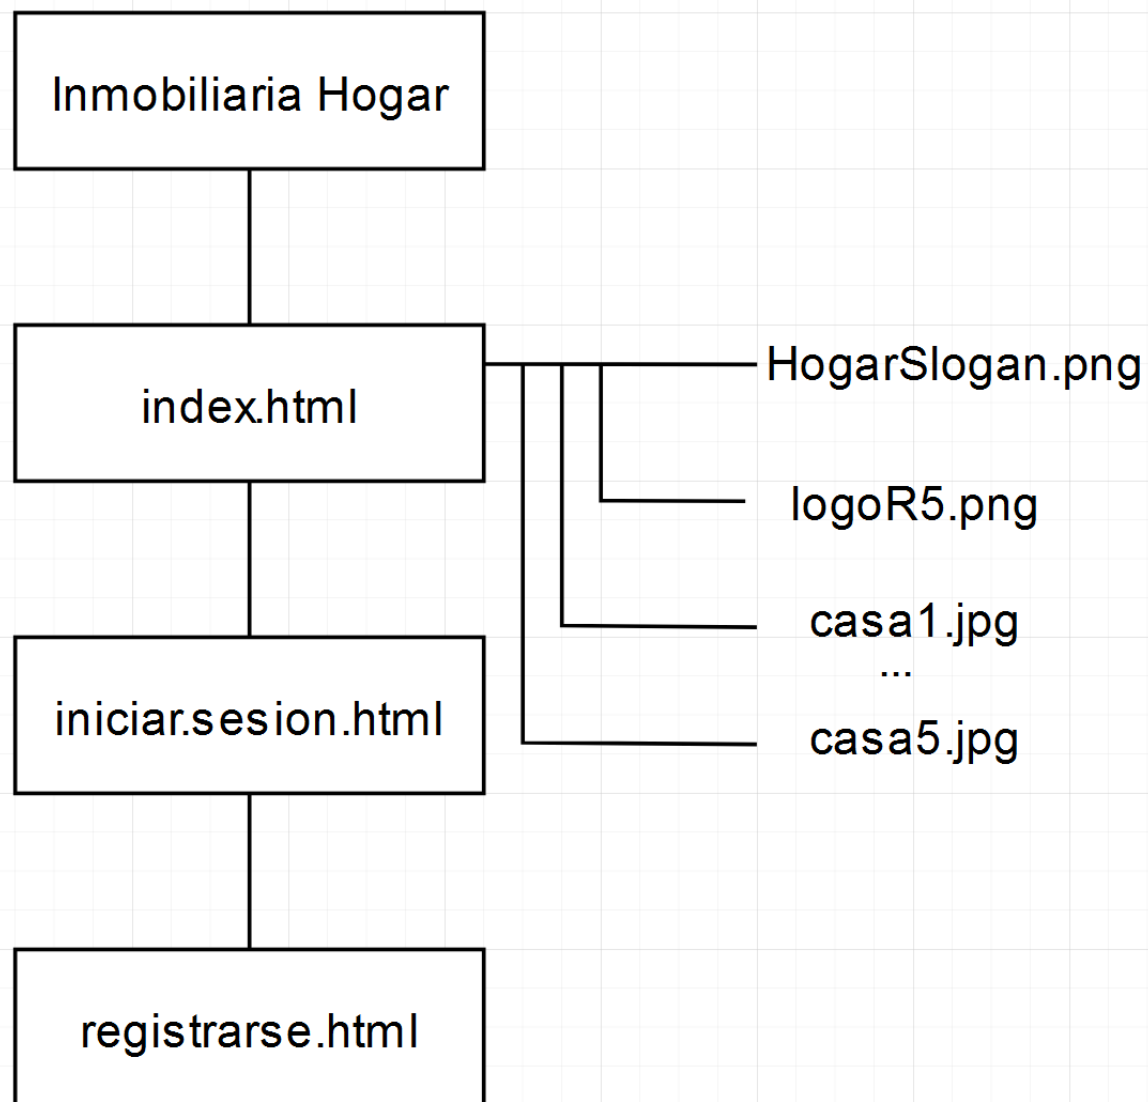 Inmobiliaria Hogar
index.html
HogarSlogan.png
logoR5.png
casa1.jpg
...
casa5.jpg
iniciar.sesion.html
registrarse.html